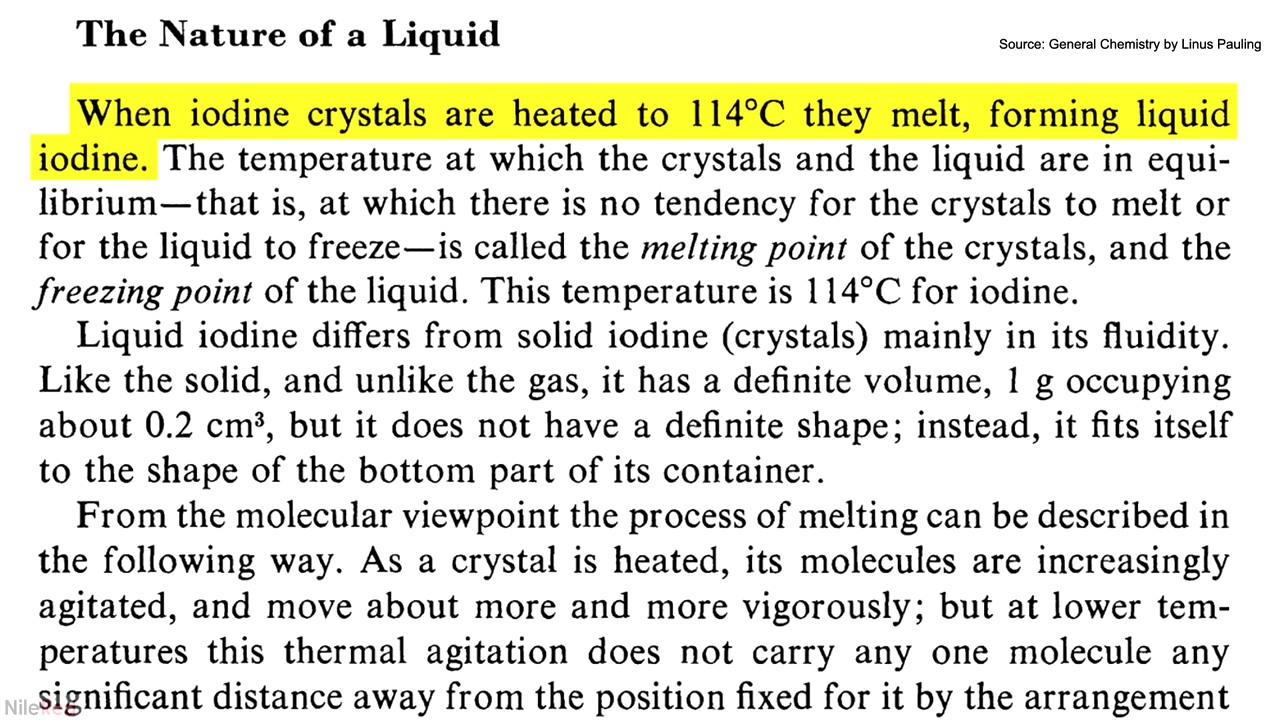 The Nature of a Liquid
Source: General Chemistry by Linus Pauling
When iodine crystals are heated to 114°C they melt, forming liquid
iodine. The temperature at which the crystals and the liquid are in equi-
librium—that is, at which there is no tendency for the crystals to melt or
for the liquid to freeze—is called the melting point of the crystals, and the
freezing point of the liquid. This temperature is 114°C for iodine.
Liquid iodine differs from solid iodine (crystals) mainly in its fluidity.
Like the solid, and unlike the gas, it has a definite volume, 1 g occupying
about 0.2 cm³, but it does not have a definite shape; instead, it fits itself
to the shape of the bottom part of its container.
From the molecular viewpoint the process of melting can be described in
the following way. As a crystal is heated, its molecules are increasingly
agitated, and move about more and more vigorously; but at lower tem-
peratures this thermal agitation does not carry any one molecule any
significant distance away from the position fixed for it by the arrangement
NileRed